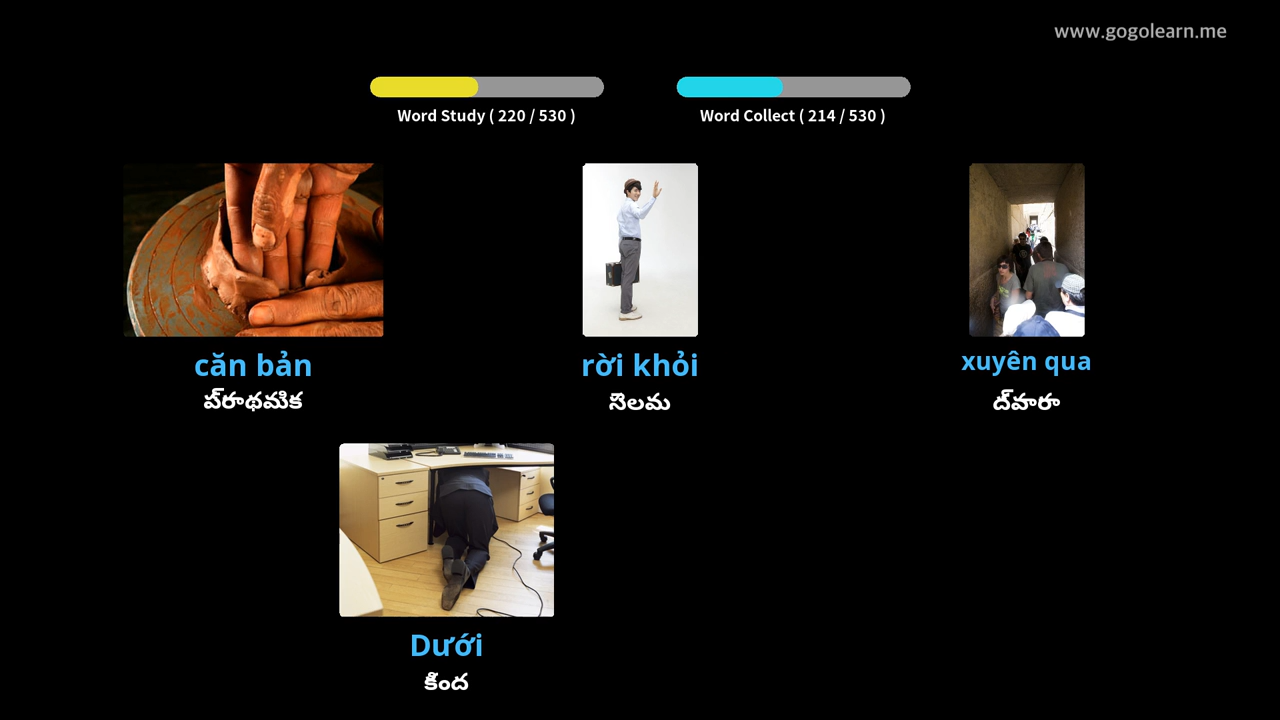 www.gogolearn.me
Word Study ( 220 / 530 )
Word Collect ( 214 / 530 )
căn bản
ప్రాథమిక
rời khỏi
సెలవు
xuyên qua
ద్వారా
Dưới
కింద